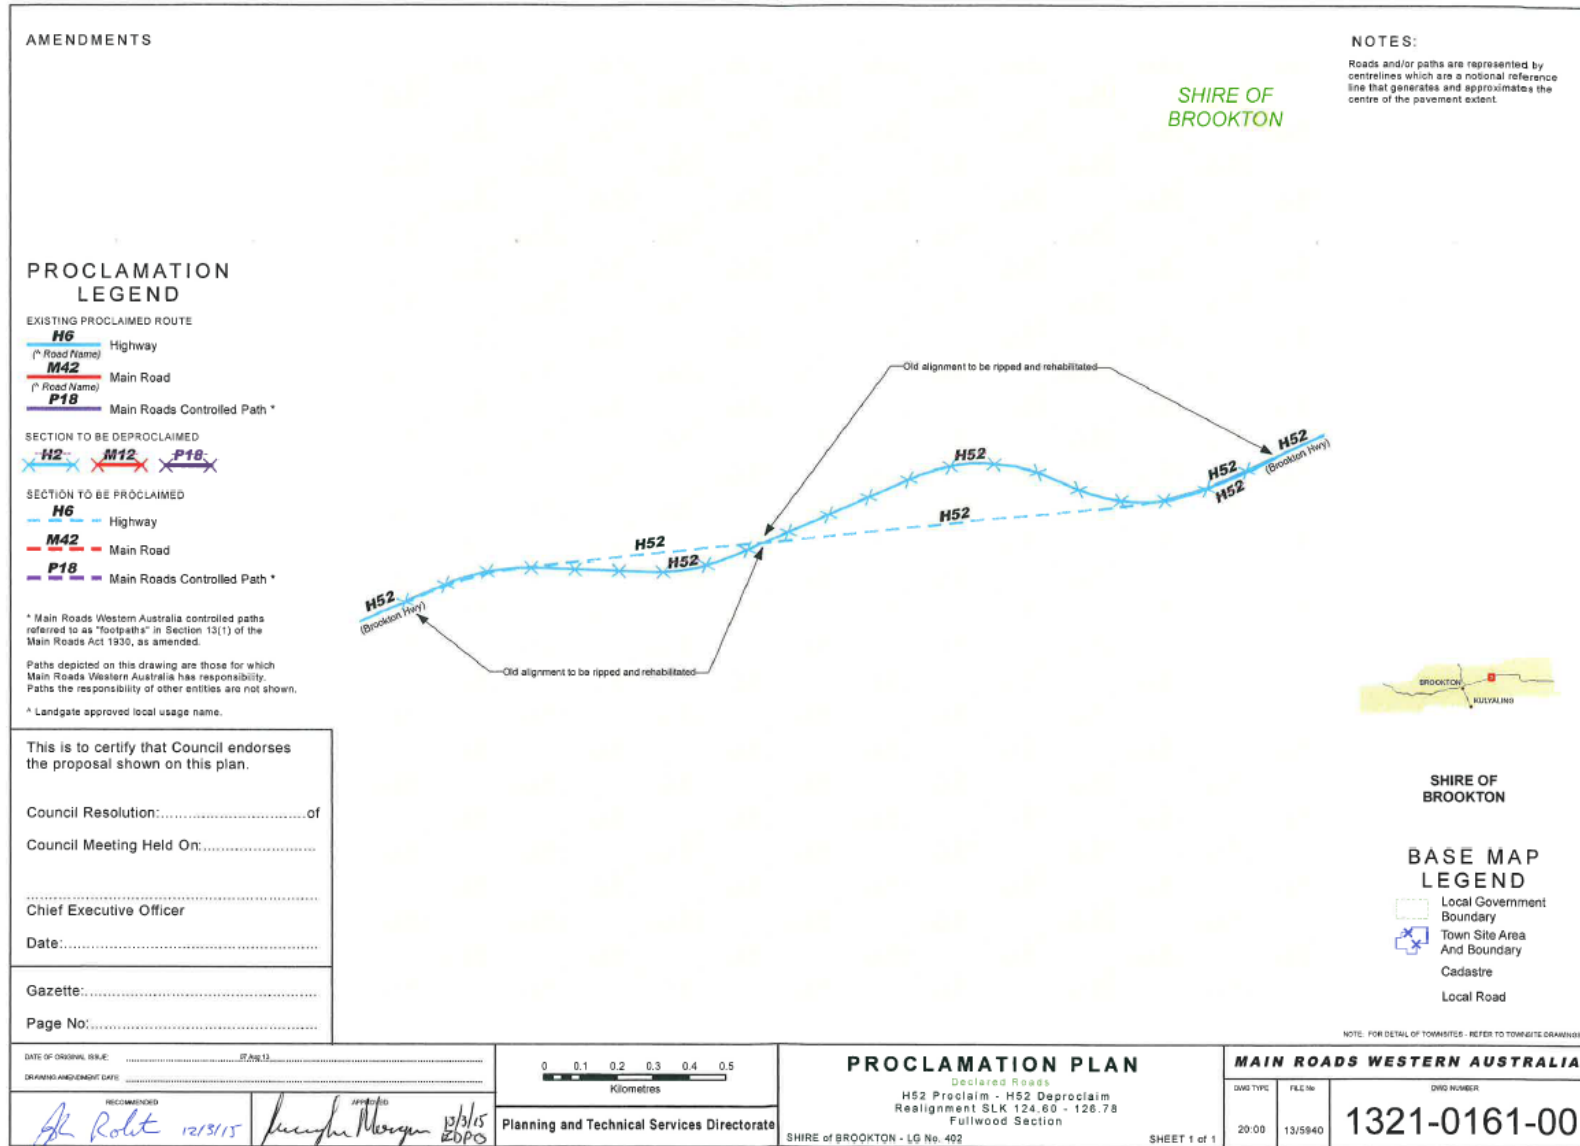 AMENDMENTS
NOTES:
Roads and/or paths are represented by
centrelines which are a notional reference
line that generates and approximates the
centre of the pavement extent.
SHIRE OF
BROOKTON
PROCLAMATION
LEGEND
EXISTING PROCLAIMED ROUTE
H6
(^ Road Name)
Highway
M42
(^ Road Name)
Main Road
P18
Main Roads Controlled Path *
SECTION TO BE DEPROCLAIMED
H2 M12 P18
SECTION TO BE PROCLAIMED
H6
Highway
M42
Main Road
P18
Main Roads Controlled Path *
* Main Roads Western Australia controlled paths
referred to as "footpaths" in Section 13(1) of the
Main Roads Act 1930, as amended.
Paths depicted on this drawing are those for which
Main Roads Western Australia has responsibility.
Paths the responsibility of other entities are not shown.
^ Landgate approved local usage name.
Old alignment to be ripped and rehabilitated
H52
(Brookton Hwy)
H52
H52
H52
H52
H52
H52
H52
(Brookton Hwy)
Old alignment to be ripped and rehabilitated
BROOKTON
KULYALING
SHIRE OF
BROOKTON
BASE MAP
LEGEND
Local Government
Boundary
Town Site Area
And Boundary
Cadastre
Local Road
NOTE: FOR DETAIL OF TOWNSITES - REFER TO TOWNSITE DRAWINGS
This is to certify that Council endorses
the proposal shown on this plan.
Council Resolution:..............................of
Council Meeting Held On:.......................
Chief Executive Officer
Date:....................................................
Gazette:................................................
Page No:..............................................
DATE OF ORIGINAL ISSUE: 07 Aug 13
DRAWING AMENDMENT DATE
RECOMMENDED
12/3/15
APPROVED
13/3/15
0 0.1 0.2 0.3 0.4 0.5
Kilometres
Planning and Technical Services Directorate
PROCLAMATION PLAN
Declared Roads
H52 Proclaim - H52 Deproclaim
Realignment SLK 124.60 - 126.78
Fullwood Section
SHIRE of BROOKTON - LG No. 402
SHEET 1 of 1
MAIN ROADS WESTERN AUSTRALIA
DWG TYPE
20:00
FILE No
13/5940
DWG NUMBER
1321-0161-00